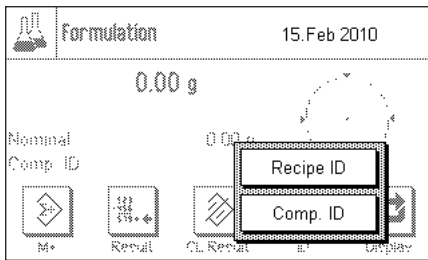 Formulation 15.Feb 2010
0.00 g
Nominal 0.00 g
Comp. ID
Recipe ID
Comp. ID
M+ Result CL Result ID Display